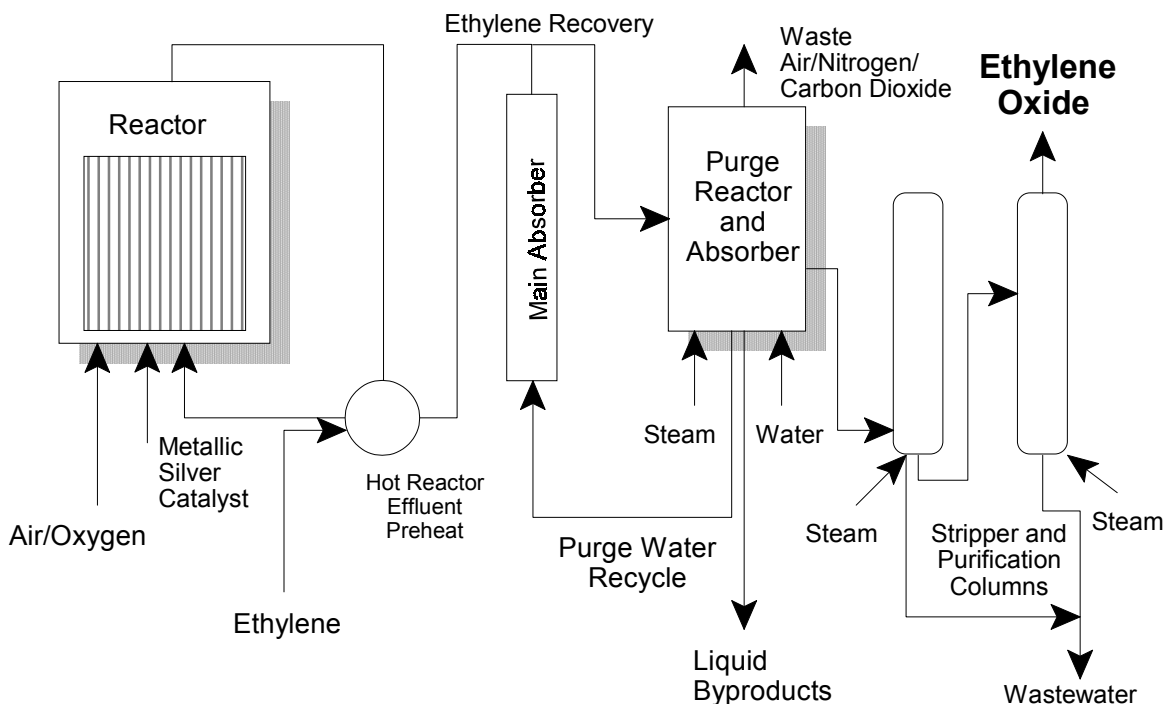 Ethylene Recovery
Waste
Air/Nitrogen/
Carbon Dioxide
Ethylene
Oxide
Reactor
Main Absorber
Purge
Reactor
and
Absorber
Metallic
Silver
Catalyst
Hot Reactor
Effluent
Preheat
Steam
Water
Air/Oxygen
Purge Water
Recycle
Steam
Stripper and
Purification
Columns
Steam
Ethylene
Liquid
Byproducts
Wastewater